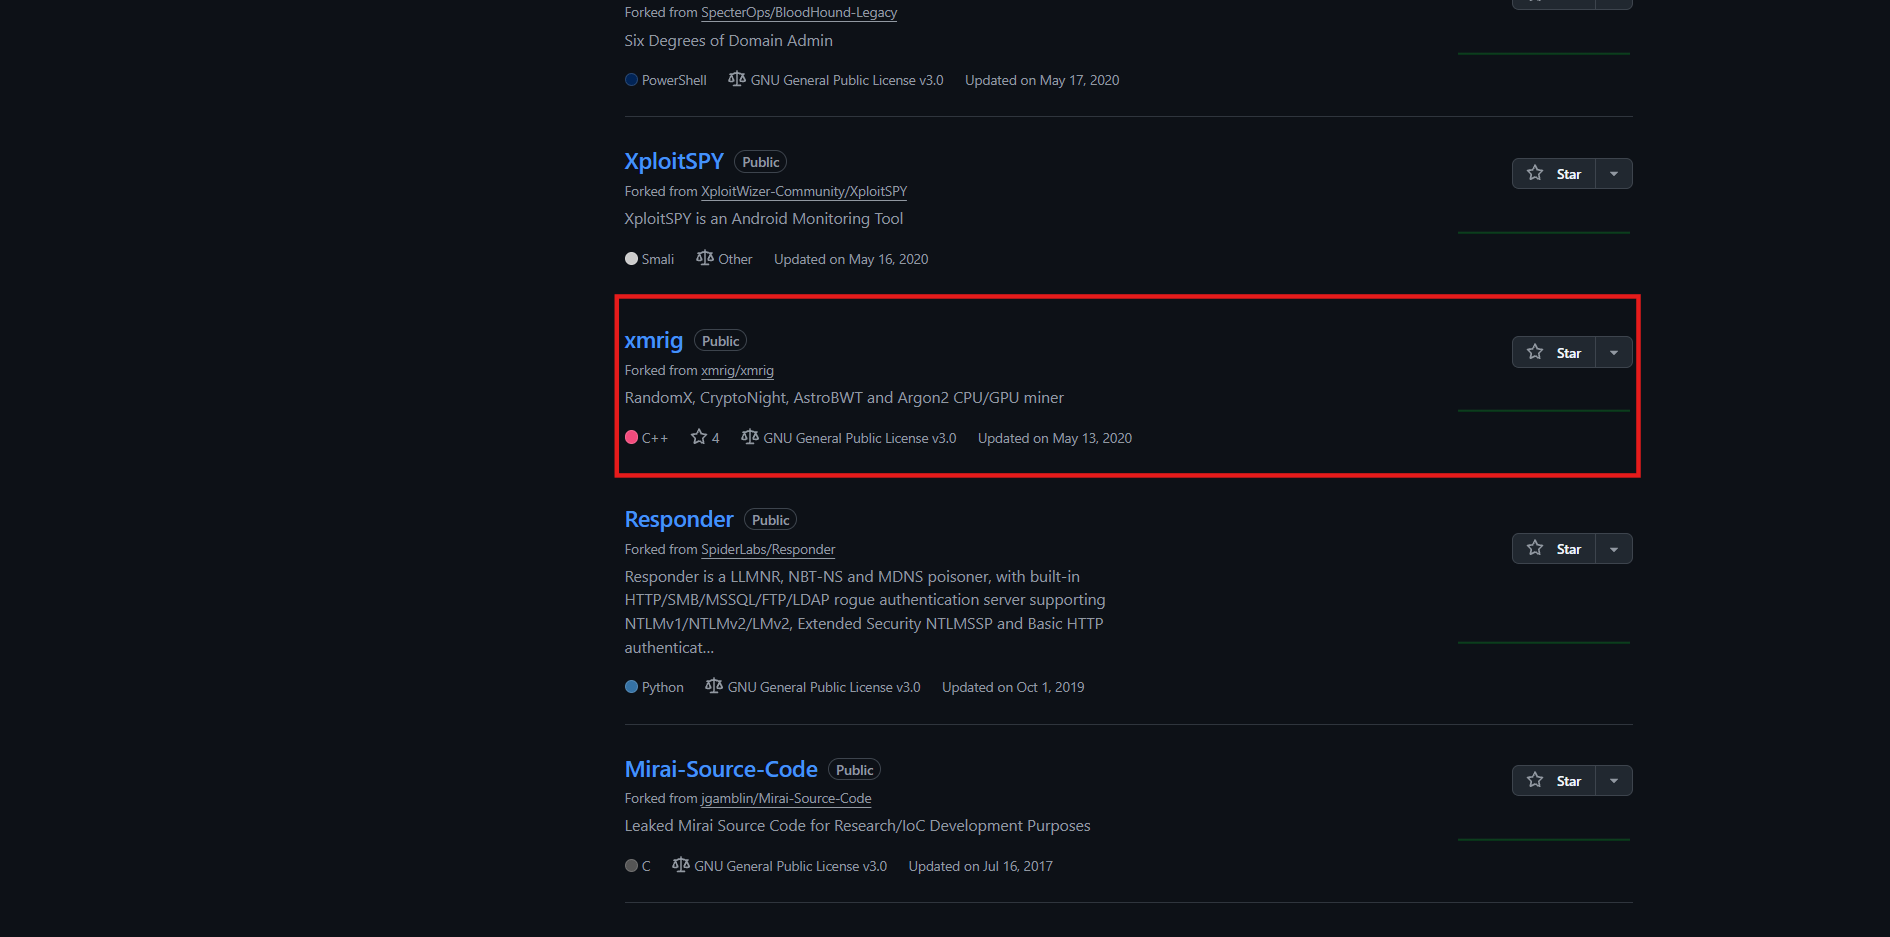 Forked from SpecterOps/BloodHound-Legacy
Six Degrees of Domain Admin
PowerShell GNU General Public License v3.0 Updated on May 17, 2020
XploitSPY Public
Star
Forked from XploitWizer-Community/XploitSPY
XploitSPY is an Android Monitoring Tool
Smali Other Updated on May 16, 2020
xmrig Public
Star
Forked from xmrig/xmrig
RandomX, CryptoNight, AstroBWT and Argon2 CPU/GPU miner
C++ 4 GNU General Public License v3.0 Updated on May 13, 2020
Responder Public
Star
Forked from SpiderLabs/Responder
Responder is a LLMNR, NBT-NS and MDNS poisoner, with built-in
HTTP/SMB/MSSQL/FTP/LDAP rogue authentication server supporting
NTLMv1/NTLMv2/LMv2, Extended Security NTLMSSP and Basic HTTP
authenticat...
Python GNU General Public License v3.0 Updated on Oct 1, 2019
Mirai-Source-Code Public
Star
Forked from jgamblin/Mirai-Source-Code
Leaked Mirai Source Code for Research/IoC Development Purposes
C GNU General Public License v3.0 Updated on Jul 16, 2017